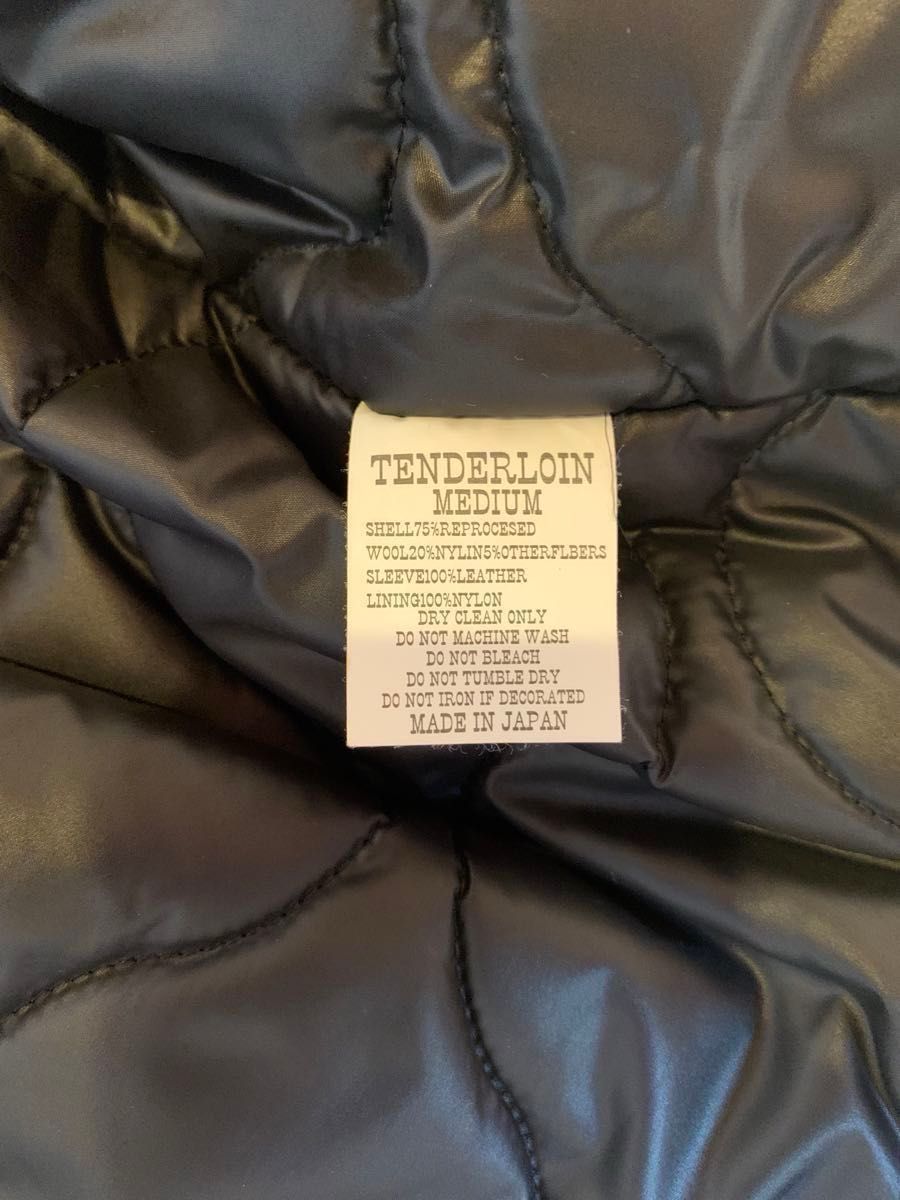 TENDERLOIN
MEDIUM
SHELL75%REPROCESED
WOOL20%NYLIN5%OTHERFLBERS
SLEEVE100%LEATHER
LINING100%NYLON
DRY CLEAN ONLY
DO NOT MACHINE WASH
DO NOT BLEACH
DO NOT TUMBLE DRY
DO NOT IRON IF DECORATED
MADE IN JAPAN